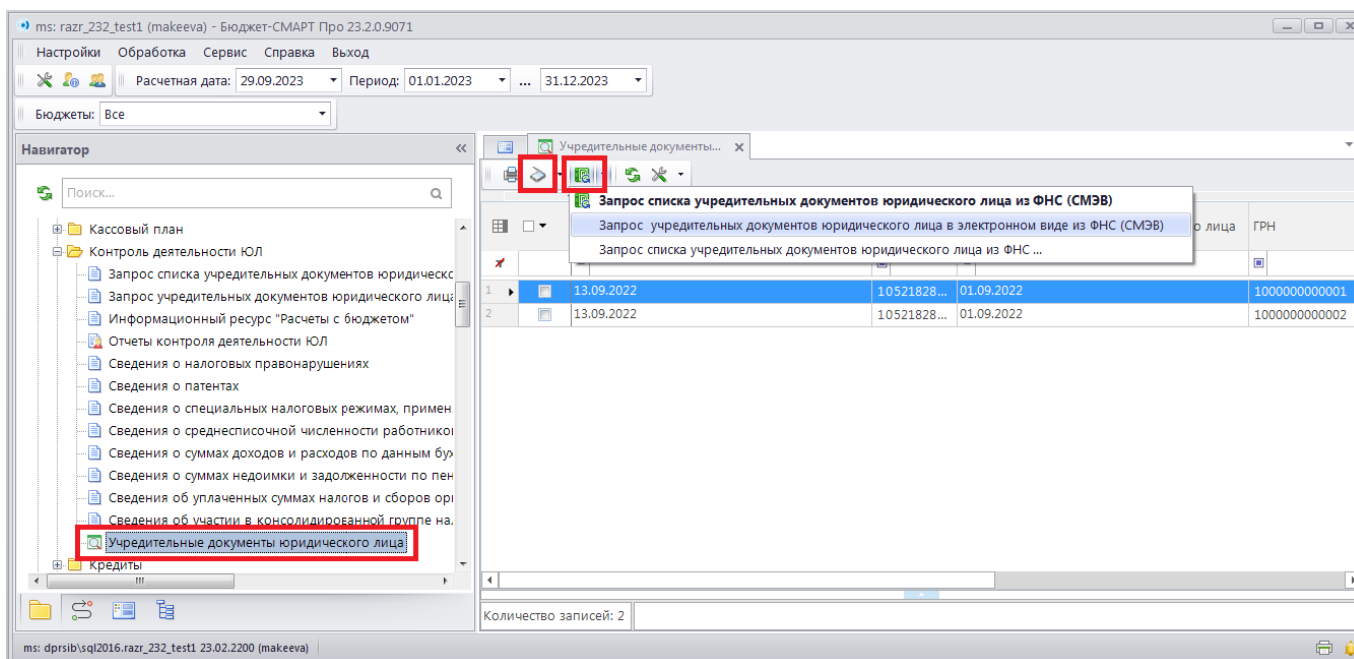 ms: razr_232_test1 (makeeva) - Бюджет-СМАРТ Про 23.2.0.9071
Настройки Обработка Сервис Справка Выход
Расчетная дата: 29.09.2023 Период: 01.01.2023 ... 31.12.2023
Бюджеты: Все
Навигатор
Поиск...
Кассовый план
Контроль деятельности ЮЛ
Запрос списка учредительных документов юридическс
Запрос учредительных документов юридического лица
Информационный ресурс "Расчеты с бюджетом"
Отчеты контроля деятельности ЮЛ
Сведения о налоговых правонарушениях
Сведения о патентах
Сведения о специальных налоговых режимах, примен
Сведения о среднесписочной численности работников
Сведения о суммах доходов и расходов по данным бу
Сведения о суммах недоимки и задолженности по пен
Сведения об уплаченных суммах налогов и сборов орг
Сведения об участии в консолидированной группе на
Учредительные документы юридического лица
Кредиты
Учредительные документы...
Запрос списка учредительных документов юридического лица из ФНС (СМЭВ)
Запрос учредительных документов юридического лица в электронном виде из ФНС (СМЭВ)
Запрос списка учредительных документов юридического лица из ФНС ...
о лица ГРН
1 13.09.2022 10521828... 01.09.2022 1000000000001
2 13.09.2022 10521828... 01.09.2022 1000000000002
Количество записей: 2
ms: dprsib\sql2016.razr_232_test1 23.02.2200 (makeeva)